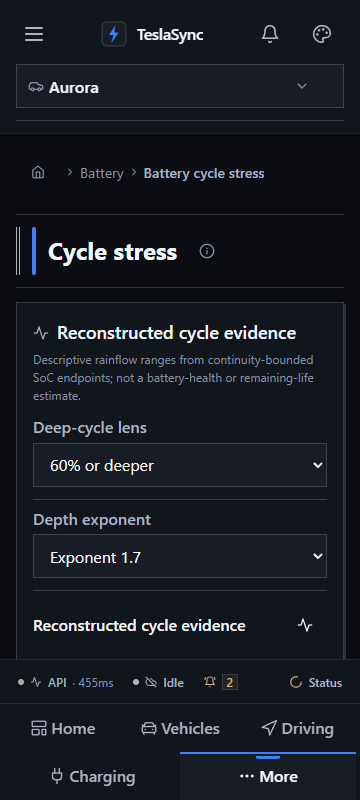 TeslaSync
Aurora
Battery
Battery cycle stress
Cycle stress
Reconstructed cycle evidence
Descriptive rainflow ranges from continuity-bounded
SoC endpoints; not a battery-health or remaining-life
estimate.
Deep-cycle lens
60% or deeper
Depth exponent
Exponent 1.7
Reconstructed cycle evidence
API · 455ms
Idle
2
Status
Home
Vehicles
Driving
Charging
More